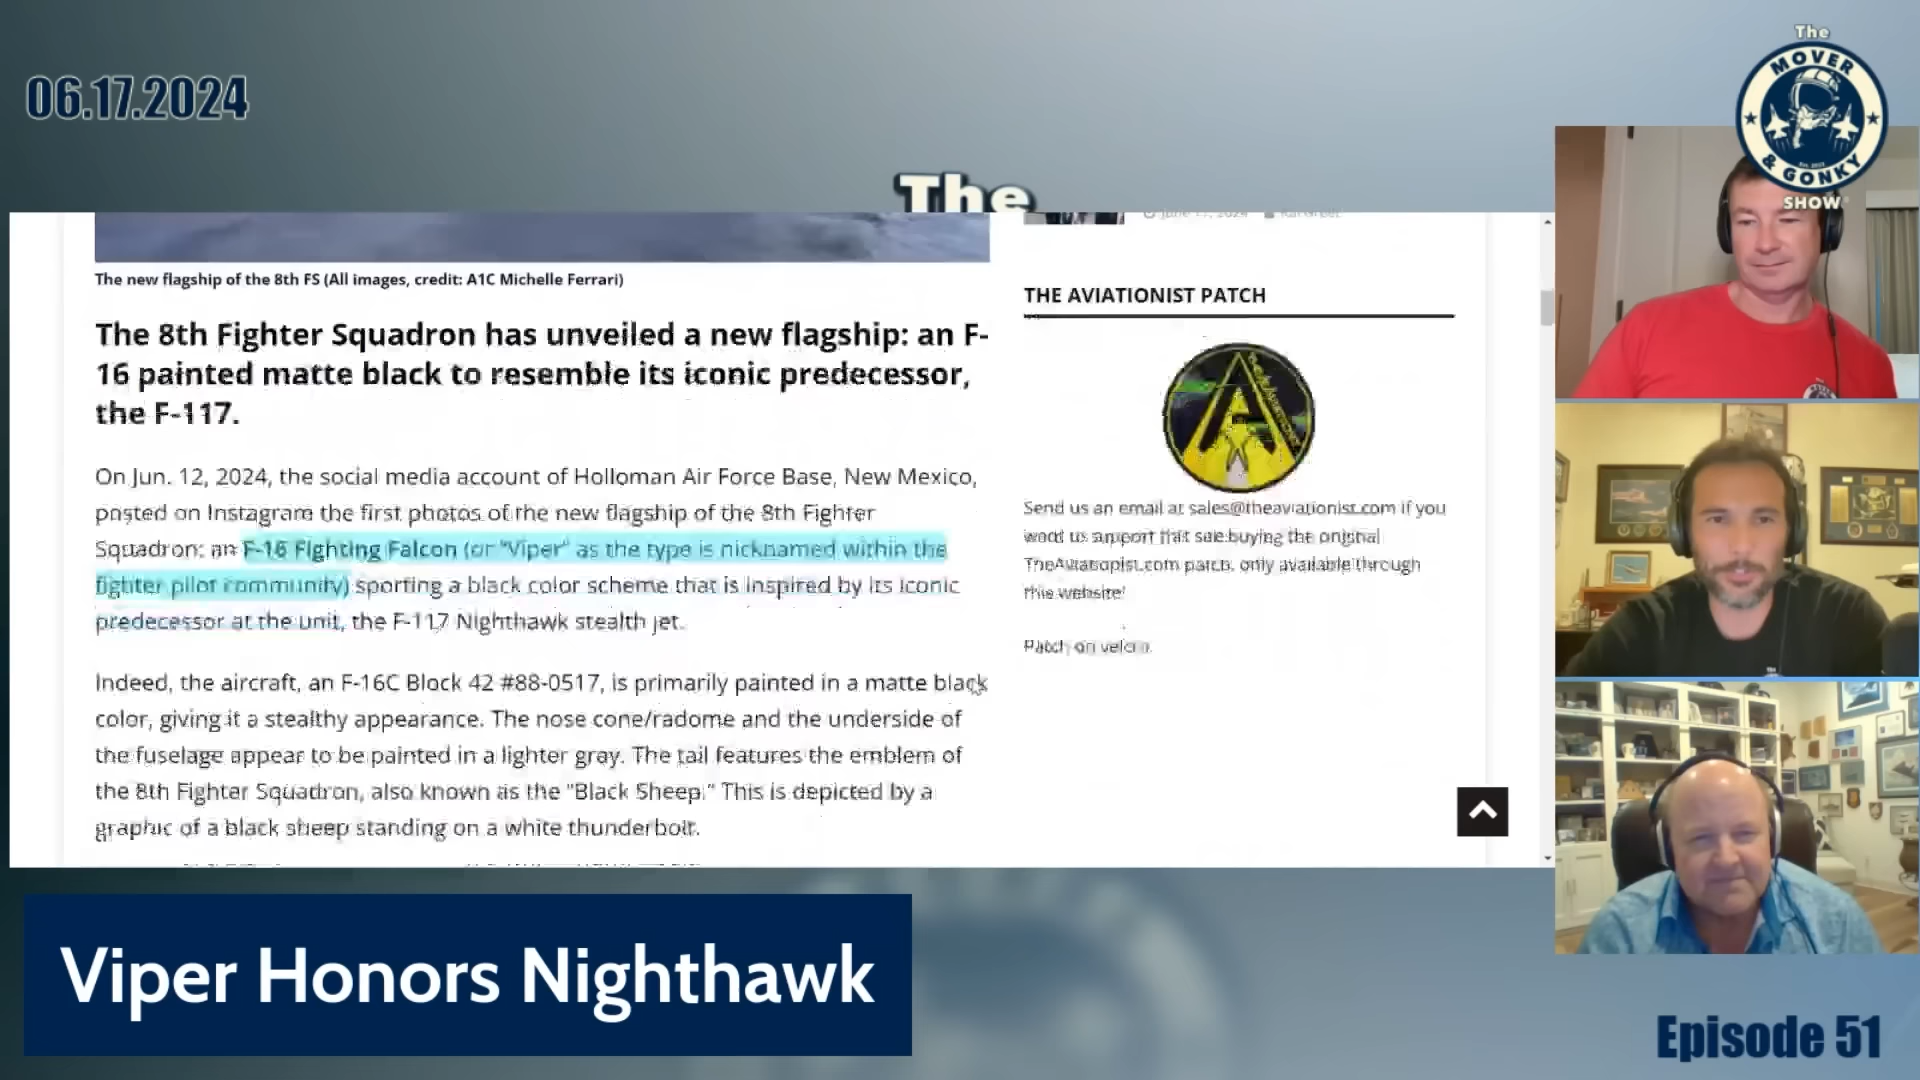 06.17.2024
The
MOVER
& GONKY
SHOW
The
The new flagship of the 8th FS (All images, credit: A1C Michelle Ferrari)
The 8th Fighter Squadron has unveiled a new flagship: an F-
16 painted matte black to resemble its iconic predecessor,
the F-117.
On Jun. 12, 2024, the social media account of Holloman Air Force Base, New Mexico,
posted on Instagram the first photos of the new flagship of the 8th Fighter
Squadron: an F-16 Fighting Falcon (or "Viper" as the type is nicknamed within the
fighter pilot community) sporting a black color scheme that is inspired by its iconic
predecessor at the unit, the F-117 Nighthawk stealth jet.
Indeed, the aircraft, an F-16C Block 42 #88-0517, is primarily painted in a matte black
color, giving it a stealthy appearance. The nose cone/radome and the underside of
the fuselage appear to be painted in a lighter gray. The tail features the emblem of
the 8th Fighter Squadron, also known as the "Black Sheep." This is depicted by a
graphic of a black sheep standing on a white thunderbolt.
June 2024
THE AVIATIONIST PATCH
Send us an email at sales@theaviationist.com if you
want us support this buying the original
TheAviationist.com patch, only available through
this website!
Patch on velcro.
Viper Honors Nighthawk
Episode 51